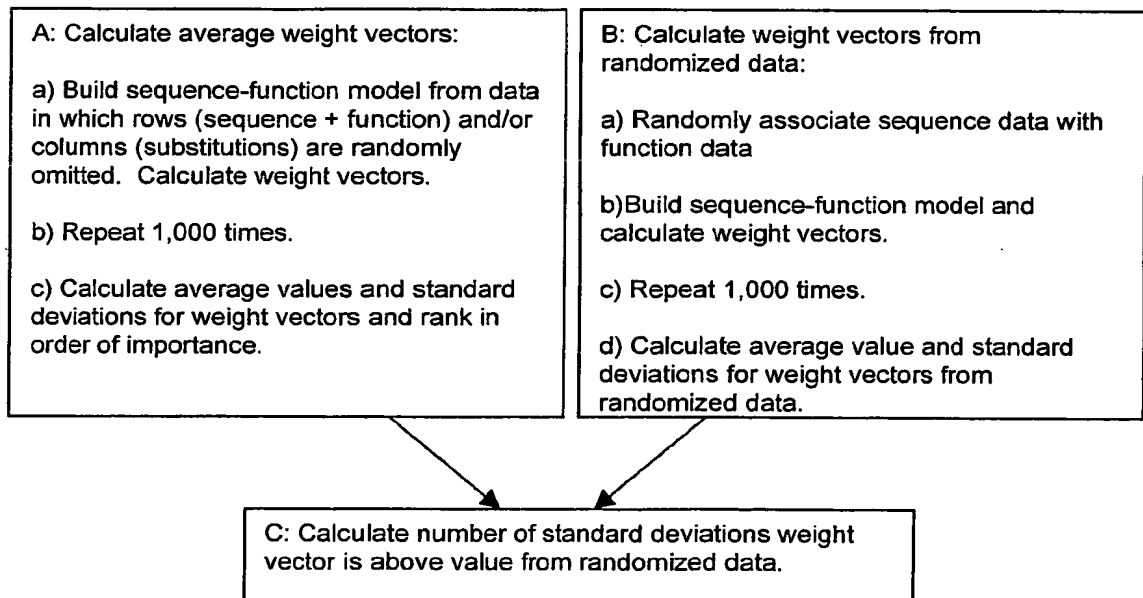 A: Calculate average weight vectors:
a) Build sequence-function model from data
in which rows (sequence + function) and/or
columns (substitutions) are randomly
omitted. Calculate weight vectors.
b) Repeat 1,000 times.
c) Calculate average values and standard
deviations for weight vectors and rank in
order of importance.
B: Calculate weight vectors from
randomized data:
a) Randomly associate sequence data with
function data
b)Build sequence-function model and
calculate weight vectors.
c) Repeat 1,000 times.
d) Calculate average value and standard
deviations for weight vectors from
randomized data.
C: Calculate number of standard deviations weight
vector is above value from randomized data.